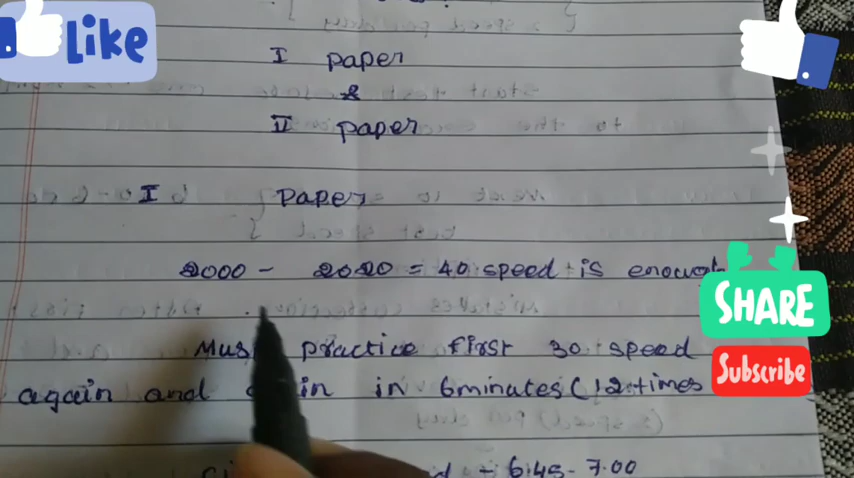 Like
I paper
&
II paper
I paper
2000 - 2020 = 40 speed is enough
SHARE
Must practice first 30 speed
Subscribe
again and again in 6minutes (12 times
- 6.45 - 7.00